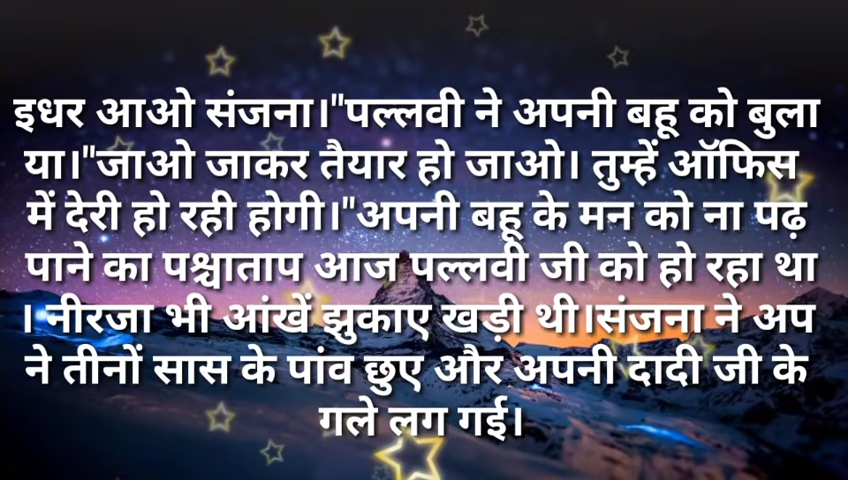 इधर आओ संजना।"पल्लवी ने अपनी बहू को बुला
या।"जाओ जाकर तैयार हो जाओ। तुम्हें ऑफिस
में देरी हो रही होगी।"अपनी बहू के मन को ना पढ़
पाने का पश्चाताप आज पल्लवी जी को हो रहा था
। नीरजा भी आंखें झुकाए खड़ी थी।संजना ने अप
ने तीनों सास के पांव छुए और अपनी दादी जी के
गले लग गई।